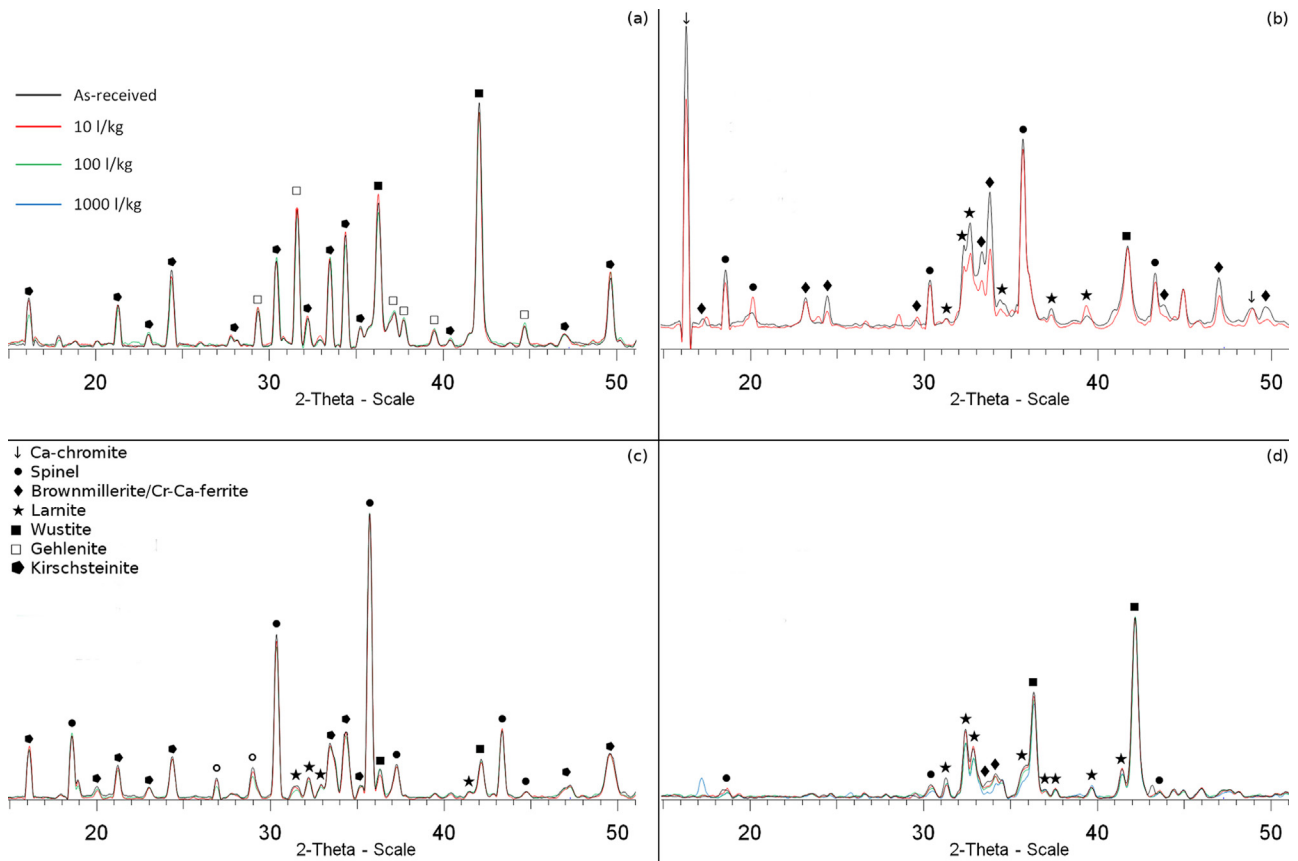 (a)
As-received
10 l/kg
100 l/kg
1000 l/kg
20 30 40 50
2-Theta - Scale
(b)
20 30 40 50
2-Theta - Scale
(c)
Ca-chromite
Spinel
Brownmillerite/Cr-Ca-ferrite
Larnite
Wustite
Gehlenite
Kirschsteinite
20 30 40 50
2-Theta - Scale
(d)
20 30 40 50
2-Theta - Scale